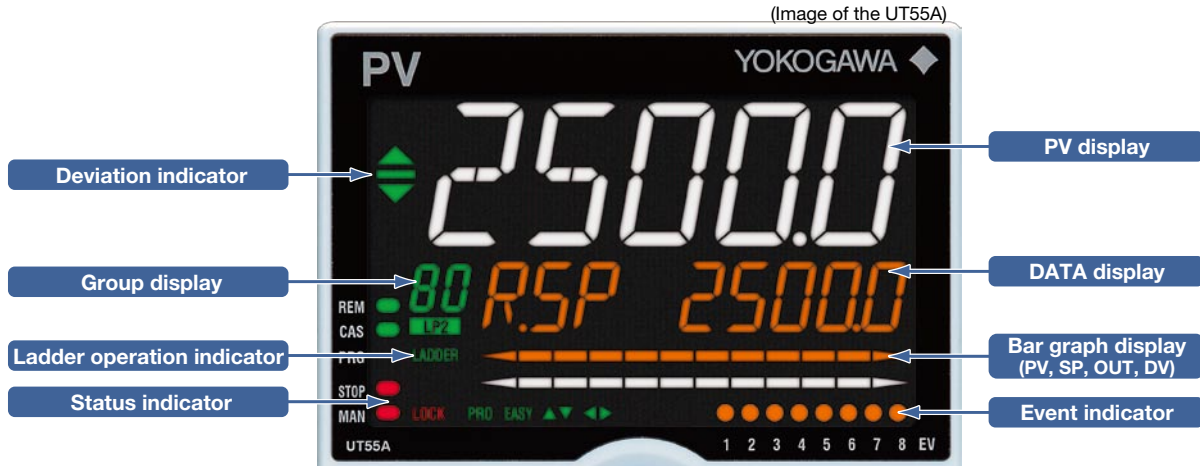 (Image of the UT55A)
PV
YOKOGAWA
2500.0
PV display
Deviation indicator
Group display
80
R.SP 2500.0
DATA display
REM
CAS
LP2
Ladder operation indicator
PRG
LADDER
Bar graph display
(PV, SP, OUT, DV)
STOP
Status indicator
MAN
LOCK PRO EASY ▲▼ ◀▶
Event indicator
UT55A
1 2 3 4 5 6 7 8 EV